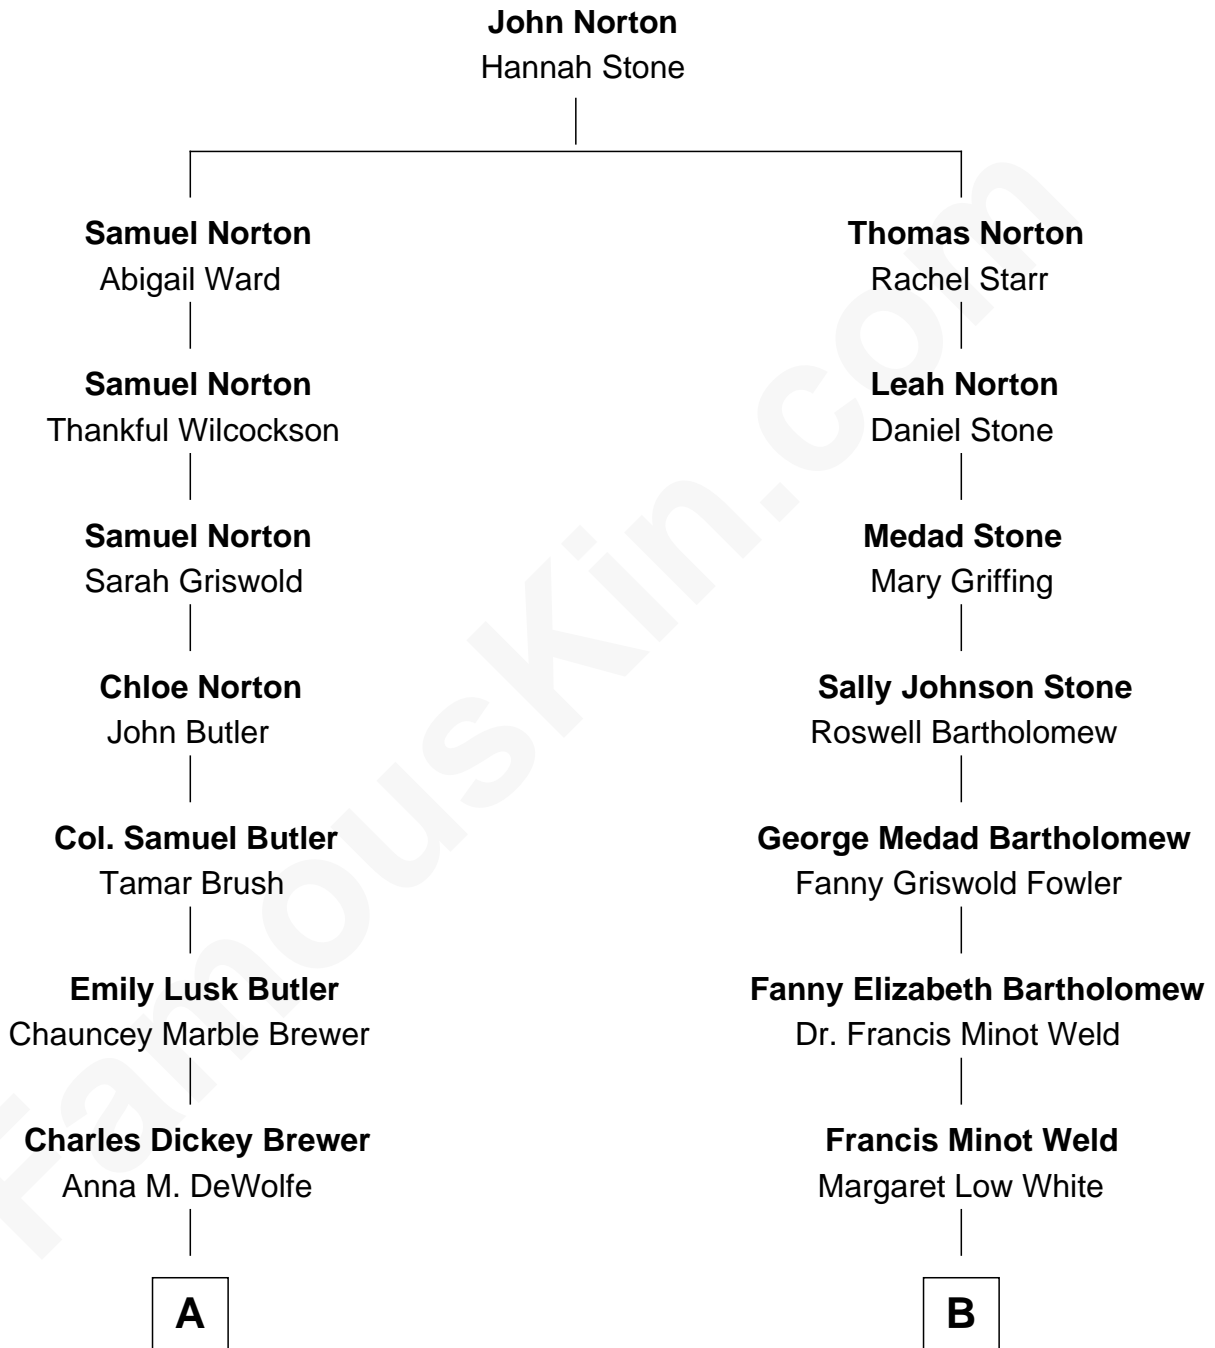 John Norton
Hannah Stone
Samuel Norton
Abigail Ward
Thomas Norton
Rachel Starr
Samuel Norton
Thankful Wilcockson
Leah Norton
Daniel Stone
Samuel Norton
Sarah Griswold
Medad Stone
Mary Griffing
Chloe Norton
John Butler
Sally Johnson Stone
Roswell Bartholomew
Col. Samuel Butler
Tamar Brush
George Medad Bartholomew
Fanny Griswold Fowler
Emily Lusk Butler
Chauncey Marble Brewer
Fanny Elizabeth Bartholomew
Dr. Francis Minot Weld
Charles Dickey Brewer
Anna M. DeWolfe
Francis Minot Weld
Margaret Low White
A
B
FamousKin.com